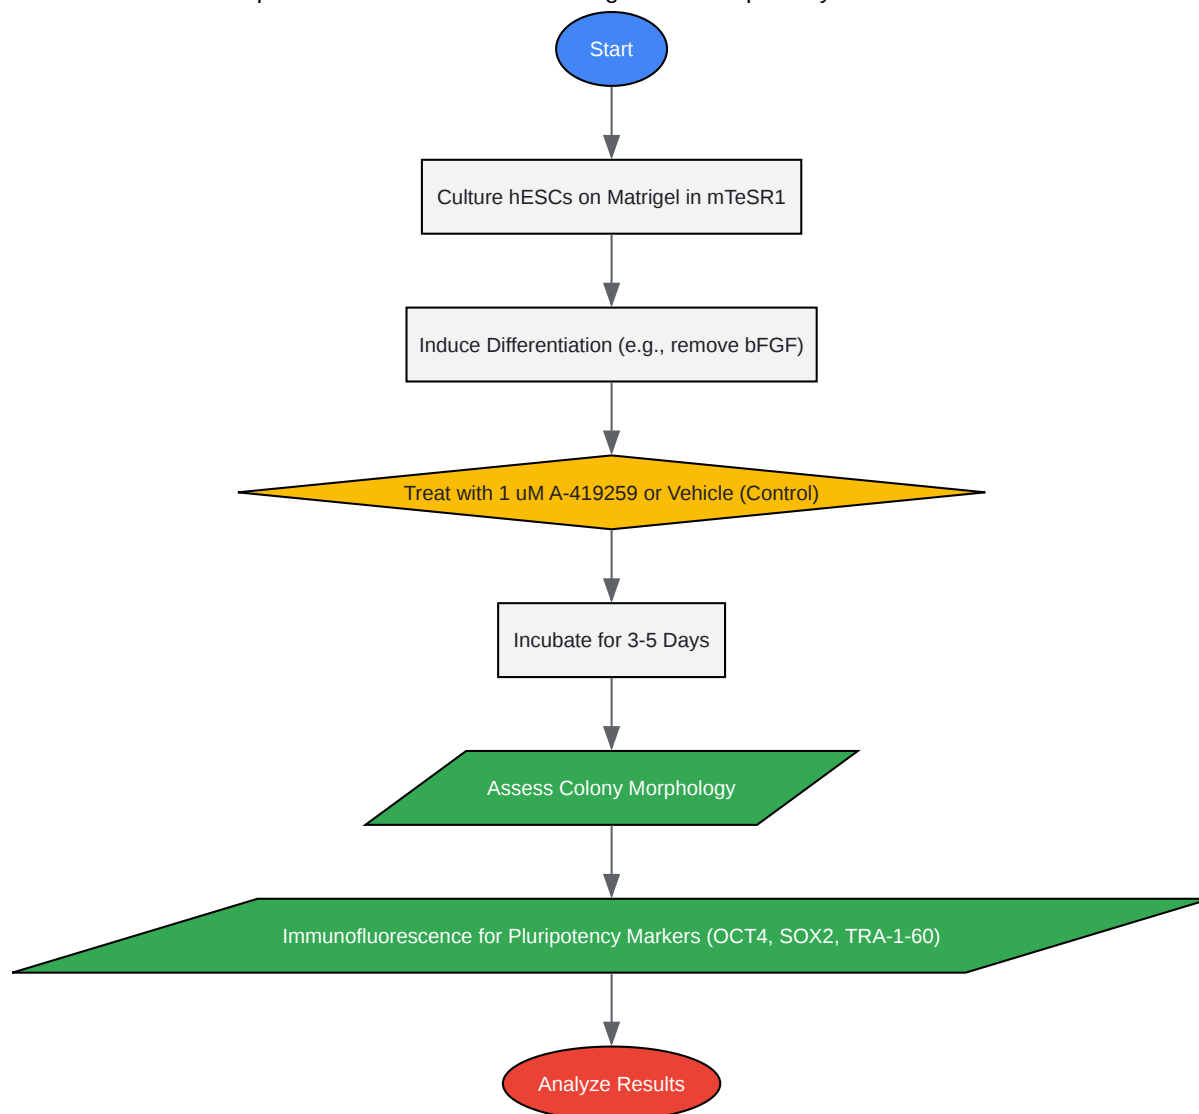 Start
Culture hESCs on Matrigel in mTeSR1
Induce Differentiation (e.g., remove bFGF)
Treat with 1 uM A-419259 or Vehicle (Control)
Incubate for 3-5 Days
Assess Colony Morphology
Immunofluorescence for Pluripotency Markers (OCT4, SOX2, TRA-1-60)
Analyze Results